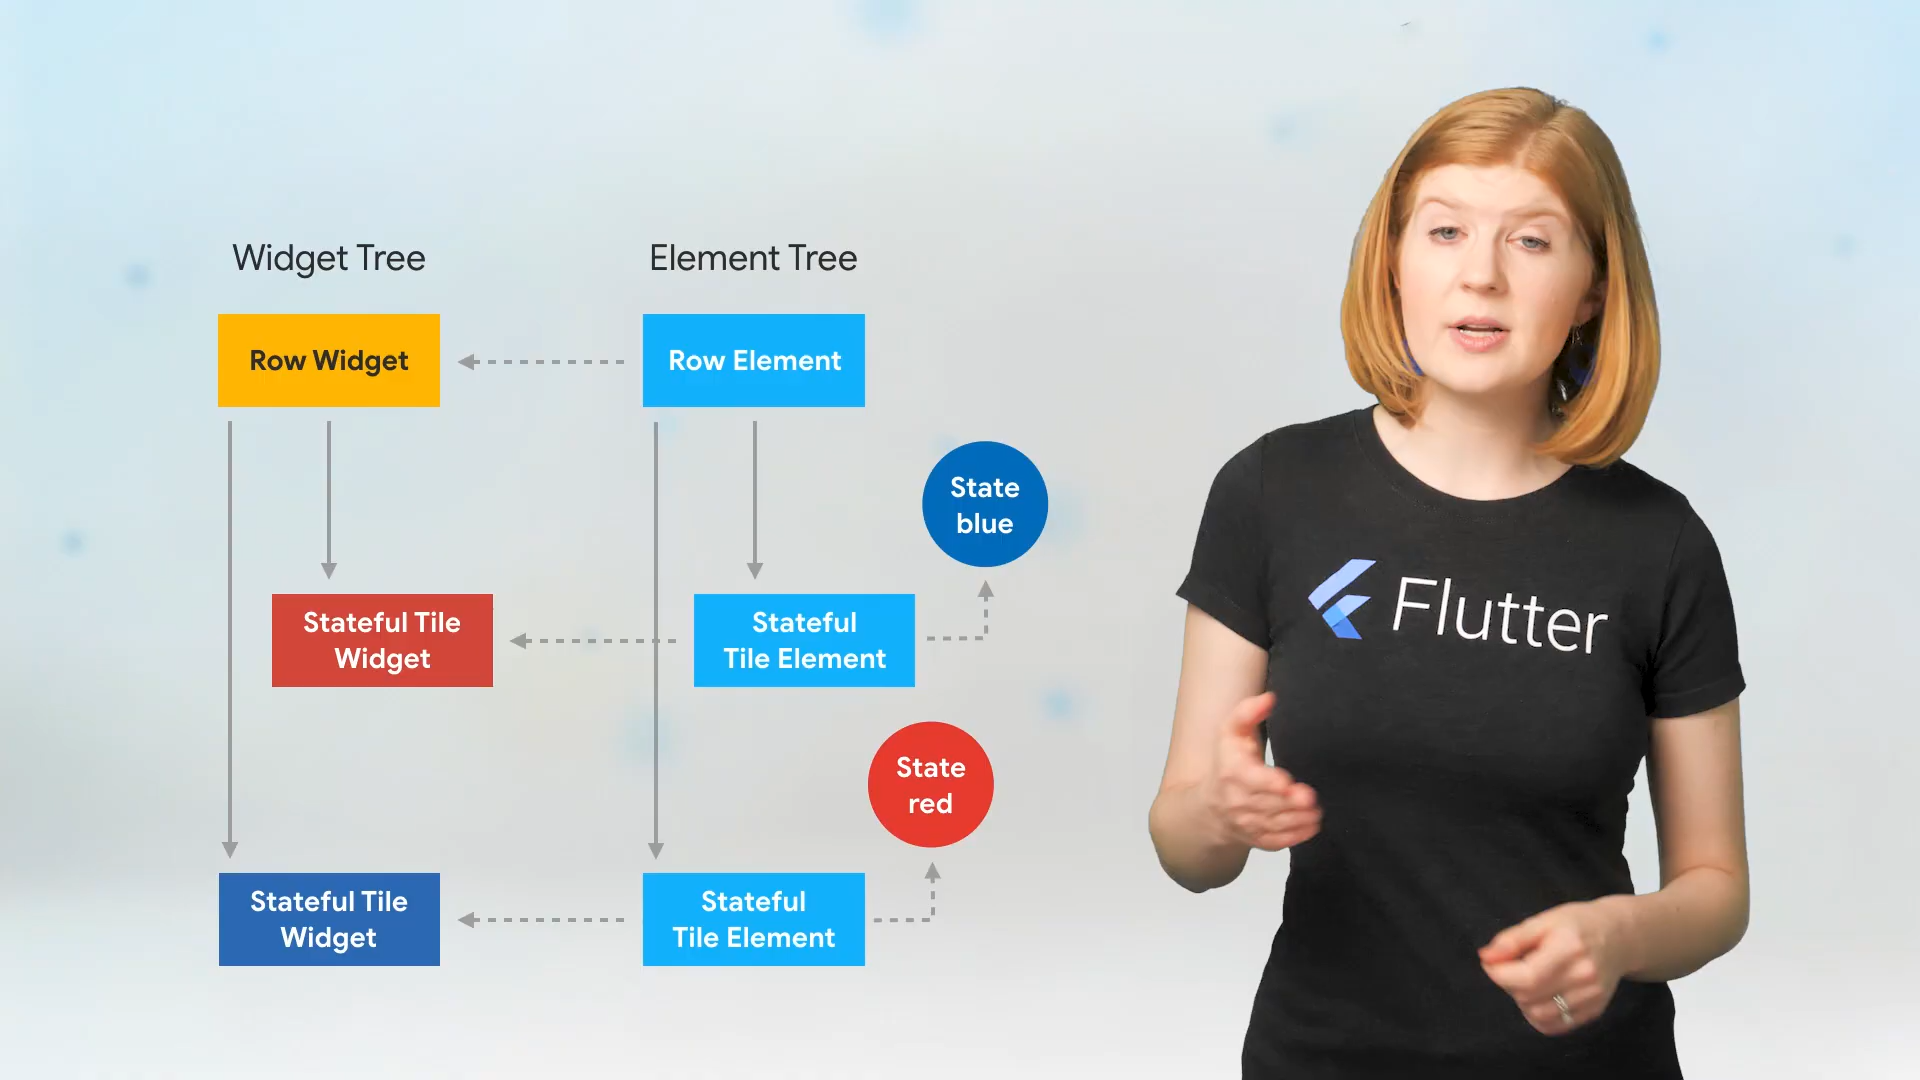 Widget Tree
Element Tree
Row Widget
Row Element
State
blue
Stateful Tile
Widget
Stateful
Tile Element
Flutter
State
red
Stateful Tile
Widget
Stateful
Tile Element